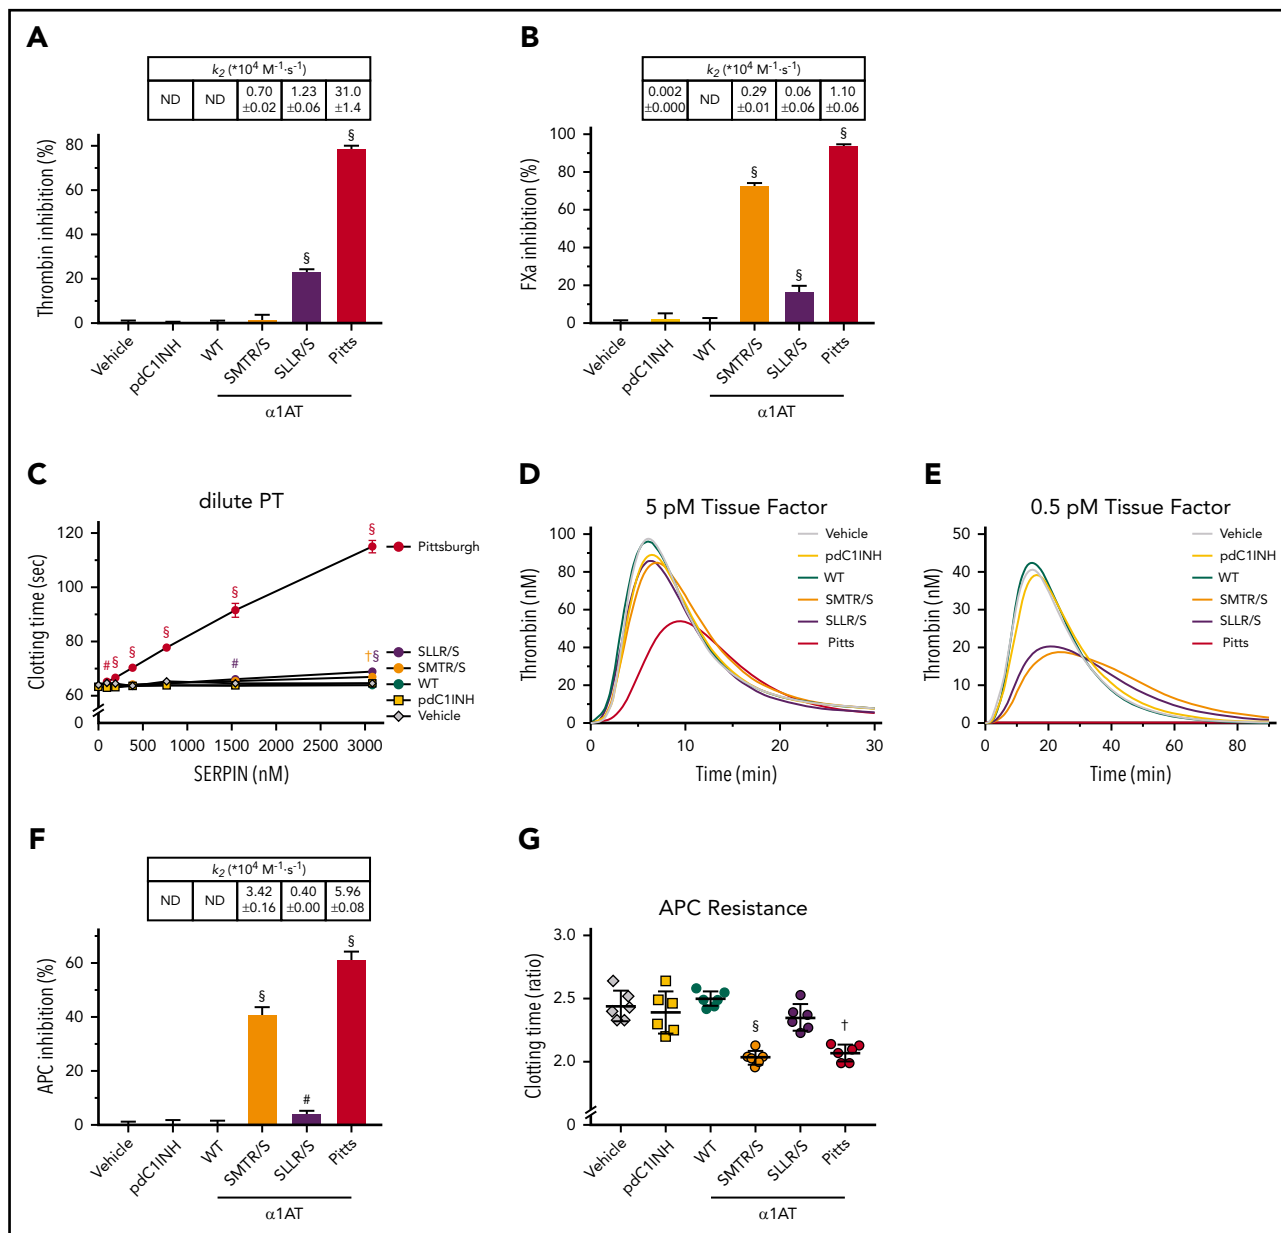 A
k2 (*10^4 M-1·s-1)
ND ND 0.70 ±0.02 1.23 ±0.06 31.0 ±1.4
Thrombin inhibition (%)
80
60
40
20
0
§ §
Vehicle pdC1INH WT SMTR/S SLLR/S Pitts
α1AT
B
k2 (*10^4 M-1·s-1)
0.002 ±0.000 ND 0.29 ±0.01 0.06 ±0.06 1.10 ±0.06
FXa inhibition (%)
100
80
60
40
20
0
§ § §
Vehicle pdC1INH WT SMTR/S SLLR/S Pitts
α1AT
C
dilute PT
Clotting time (sec)
120
100
80
60
0
# § § § § §
# †§
Pittsburgh
SLLR/S
SMTR/S
WT
pdC1INH
Vehicle
0 500 1000 1500 2000 2500 3000
SERPIN (nM)
D
5 pM Tissue Factor
Thrombin (nM)
100
80
60
40
20
0
Vehicle
pdC1INH
WT
SMTR/S
SLLR/S
Pitts
0 10 20 30
Time (min)
E
0.5 pM Tissue Factor
Thrombin (nM)
50
40
30
20
10
0
Vehicle
pdC1INH
WT
SMTR/S
SLLR/S
Pitts
0 20 40 60 80
Time (min)
F
k2 (*10^4 M-1·s-1)
ND ND 3.42 ±0.16 0.40 ±0.00 5.96 ±0.08
APC inhibition (%)
60
40
20
0
§ # §
Vehicle pdC1INH WT SMTR/S SLLR/S Pitts
α1AT
G
APC Resistance
Clotting time (ratio)
3.0
2.5
2.0
0
§ †
Vehicle pdC1INH WT SMTR/S SLLR/S Pitts
α1AT